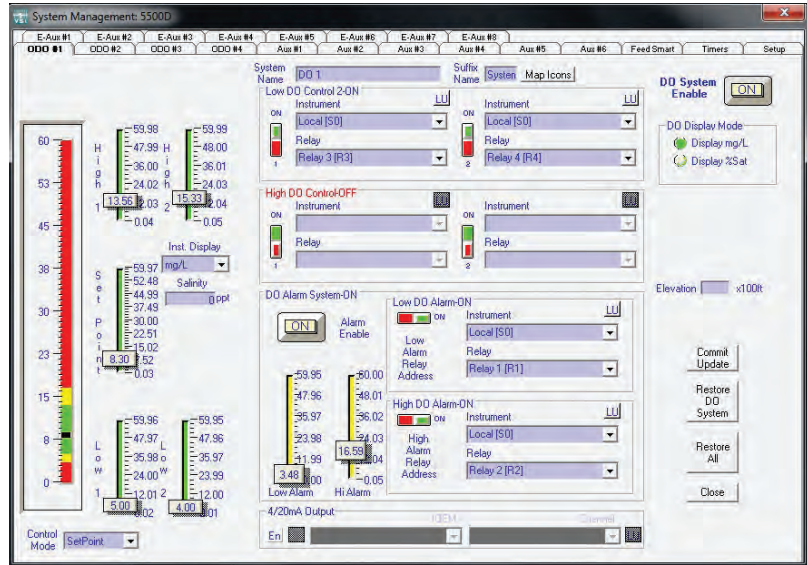 System Management: 5500D
E-Aux #1 E-Aux #2 E-Aux #3 E-Aux #4 E-Aux #5 E-Aux #6 E-Aux #7 E-Aux #8
ODO #1 ODO #2 ODO #3 ODO #4 Aux #1 Aux #2 Aux #3 Aux #4 Aux #5 Aux #6 Feed Smart Timers Setup
System Name DO 1
Suffix Name System Map Icons
DO System Enable ON
DO Display Mode
Display mg/L
Display %Sat
Low DO Control 2-ON
ON Instrument LU
Local [S0]
Relay
Relay 3 [R3]
1
ON Instrument LU
Local [S0]
Relay
Relay 4 [R4]
2
High DO Control-OFF
ON Instrument
Relay
1
ON Instrument
Relay
2
60
53
45
38
30
23
15
8
0
High 1
59.98
47.99
36.00
24.02
13.56 .03
0.04
High 2
59.99
48.00
36.01
24.03
15.33 2.04
0.05
Inst. Display
mg/L
Salinity
0 ppt
Set Point
59.97
52.48
44.99
37.49
30.00
22.51
15.02
8.30 7.52
0.03
Low 1
59.96
47.97
35.98
24.00
12.01
5.00 .02
Low 2
59.95
47.96
35.97
23.99
12.00
4.00 .01
Control Mode SetPoint
DO Alarm System-ON
ON Alarm Enable
59.95
47.96
35.97
23.98
11.99
3.48 .00
Low Alarm
60.00
48.01
36.02
24.03
16.59 .04
0.05
Hi Alarm
Low DO Alarm-ON
ON Instrument LU
Local [S0]
Low Alarm Relay Address
Relay
Relay 1 [R1]
High DO Alarm-ON
ON Instrument LU
Local [S0]
High Alarm Relay Address
Relay
Relay 2 [R2]
4/20mA Output
En
Channel
Elevation x100ft
Commit Update
Restore DO System
Restore All
Close